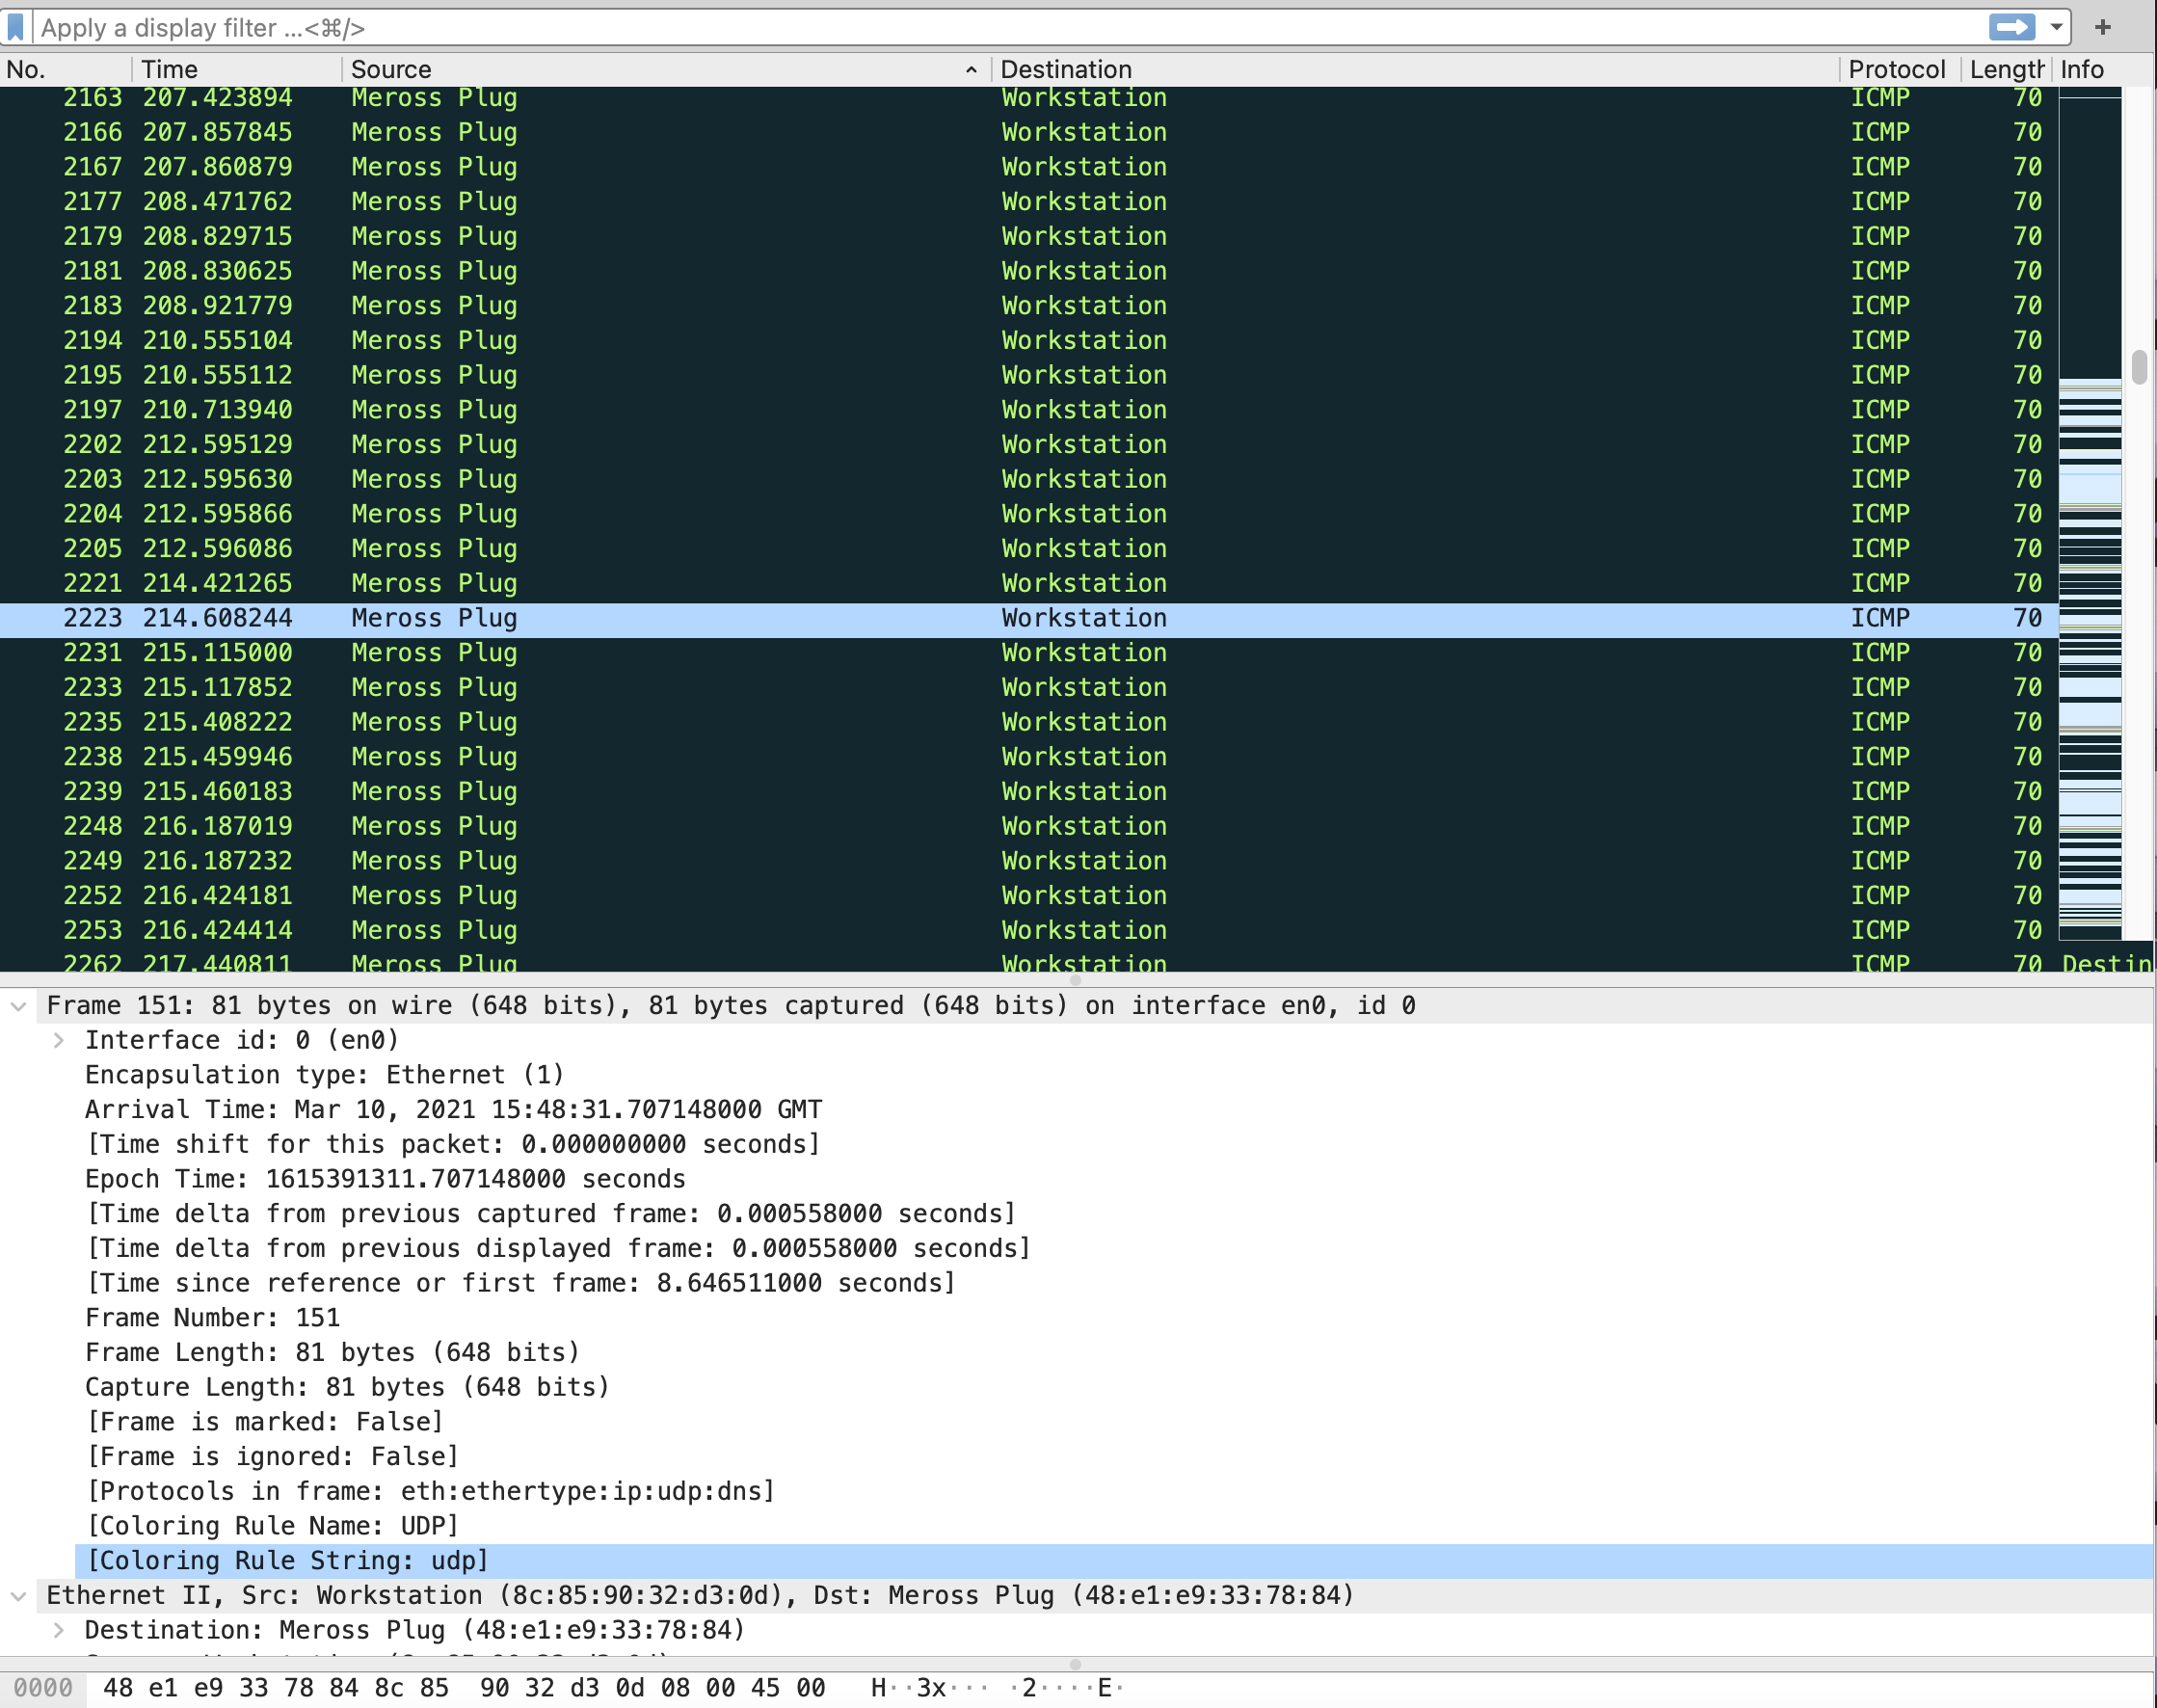 Apply a display filter ...<⌘/>
No. Time Source Destination Protocol Length Info
2163 207.423894 Meross Plug Workstation ICMP 70
2166 207.857845 Meross Plug Workstation ICMP 70
2167 207.860879 Meross Plug Workstation ICMP 70
2177 208.471762 Meross Plug Workstation ICMP 70
2179 208.829715 Meross Plug Workstation ICMP 70
2181 208.830625 Meross Plug Workstation ICMP 70
2183 208.921779 Meross Plug Workstation ICMP 70
2194 210.555104 Meross Plug Workstation ICMP 70
2195 210.555112 Meross Plug Workstation ICMP 70
2197 210.713940 Meross Plug Workstation ICMP 70
2202 212.595129 Meross Plug Workstation ICMP 70
2203 212.595630 Meross Plug Workstation ICMP 70
2204 212.595866 Meross Plug Workstation ICMP 70
2205 212.596086 Meross Plug Workstation ICMP 70
2221 214.421265 Meross Plug Workstation ICMP 70
2223 214.608244 Meross Plug Workstation ICMP 70
2231 215.115000 Meross Plug Workstation ICMP 70
2233 215.117852 Meross Plug Workstation ICMP 70
2235 215.408222 Meross Plug Workstation ICMP 70
2238 215.459946 Meross Plug Workstation ICMP 70
2239 215.460183 Meross Plug Workstation ICMP 70
2248 216.187019 Meross Plug Workstation ICMP 70
2249 216.187232 Meross Plug Workstation ICMP 70
2252 216.424181 Meross Plug Workstation ICMP 70
2253 216.424414 Meross Plug Workstation ICMP 70
2262 217.440811 Meross Plug Workstation ICMP 70 Destin
Frame 151: 81 bytes on wire (648 bits), 81 bytes captured (648 bits) on interface en0, id 0
Interface id: 0 (en0)
Encapsulation type: Ethernet (1)
Arrival Time: Mar 10, 2021 15:48:31.707148000 GMT
[Time shift for this packet: 0.000000000 seconds]
Epoch Time: 1615391311.707148000 seconds
[Time delta from previous captured frame: 0.000558000 seconds]
[Time delta from previous displayed frame: 0.000558000 seconds]
[Time since reference or first frame: 8.646511000 seconds]
Frame Number: 151
Frame Length: 81 bytes (648 bits)
Capture Length: 81 bytes (648 bits)
[Frame is marked: False]
[Frame is ignored: False]
[Protocols in frame: eth:ethertype:ip:udp:dns]
[Coloring Rule Name: UDP]
[Coloring Rule String: udp]
Ethernet II, Src: Workstation (8c:85:90:32:d3:0d), Dst: Meross Plug (48:e1:e9:33:78:84)
Destination: Meross Plug (48:e1:e9:33:78:84)
0000 48 e1 e9 33 78 84 8c 85 90 32 d3 0d 08 00 45 00 H··3x··· ·2····E·